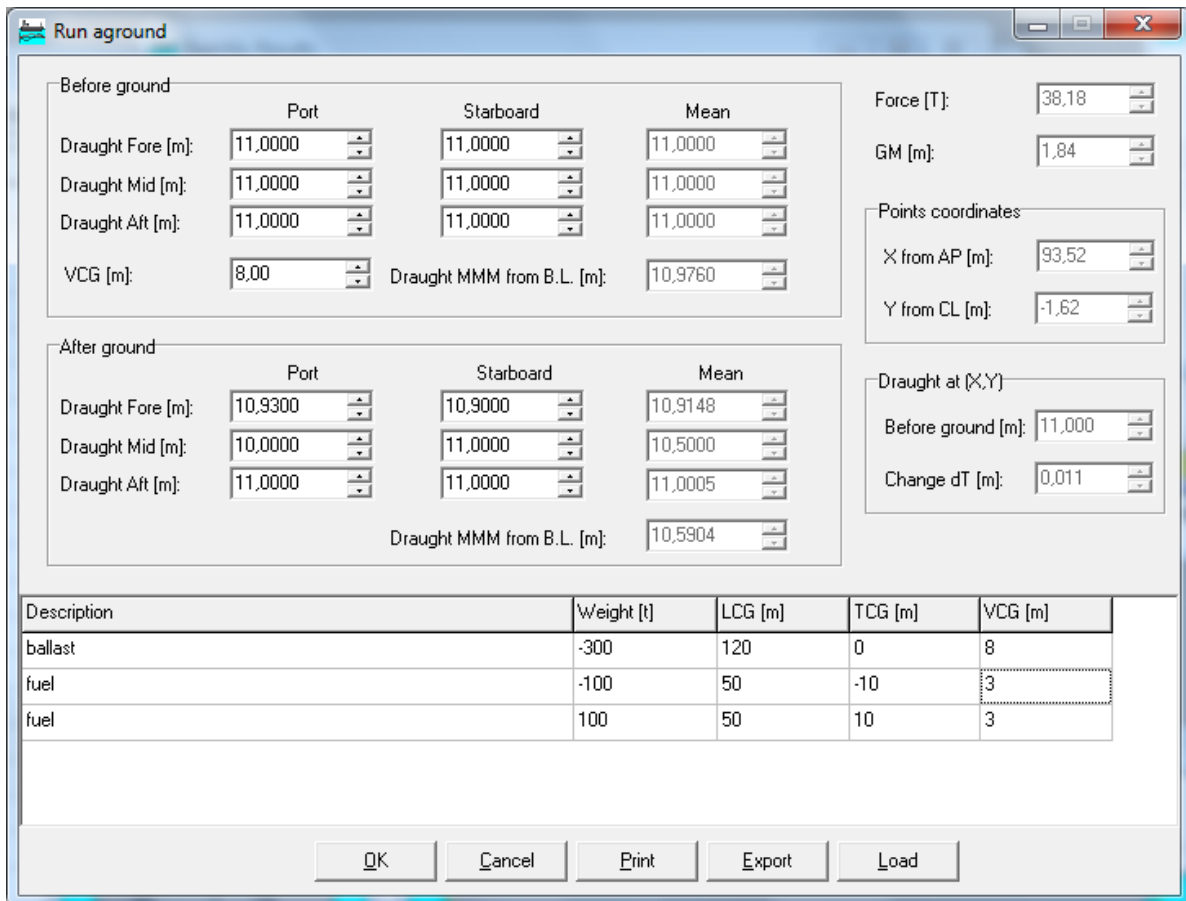 Run aground
Before ground
Port Starboard Mean
Draught Fore [m]: 11,0000 11,0000 11,0000
Draught Mid [m]: 11,0000 11,0000 11,0000
Draught Aft [m]: 11,0000 11,0000 11,0000
VCG [m]: 8,00 Draught MMM from B.L. [m]: 10,9760
Force [T]: 38,18
GM [m]: 1,84
Points coordinates
X from AP [m]: 93,52
Y from CL [m]: -1,62
After ground
Port Starboard Mean
Draught Fore [m]: 10,9300 10,9000 10,9148
Draught Mid [m]: 10,0000 11,0000 10,5000
Draught Aft [m]: 11,0000 11,0000 11,0005
Draught MMM from B.L. [m]: 10,5904
Draught at (X,Y)
Before ground [m]: 11,000
Change dT [m]: 0,011
Description Weight [t] LCG [m] TCG [m] VCG [m]
ballast -300 120 0 8
fuel -100 50 -10 3
fuel 100 50 10 3
OK Cancel Print Export Load